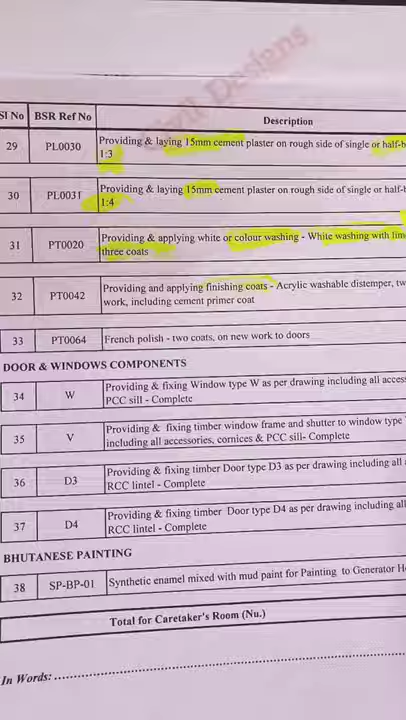 Civil Designs
Sl No BSR Ref No Description
29 PL0030 Providing & laying 15mm cement plaster on rough side of single or half-b
1:3
30 PL0031 Providing & laying 15mm cement plaster on rough side of single or half-b
1:4
31 PT0020 Providing & applying white or colour washing - White washing with lim
three coats
32 PT0042 Providing and applying finishing coats - Acrylic washable distemper, tw
work, including cement primer coat
33 PT0064 French polish - two coats, on new work to doors
DOOR & WINDOWS COMPONENTS
34 W Providing & fixing Window type W as per drawing including all access
PCC sill - Complete
35 V Providing & fixing timber window frame and shutter to window type
including all accessories, cornices & PCC sill- Complete
36 D3 Providing & fixing timber Door type D3 as per drawing including all
RCC lintel - Complete
37 D4 Providing & fixing timber Door type D4 as per drawing including all
RCC lintel - Complete
BHUTANESE PAINTING
38 SP-BP-01 Synthetic enamel mixed with mud paint for Painting to Generator H
Total for Caretaker's Room (Nu.)
In Words: ........................................................